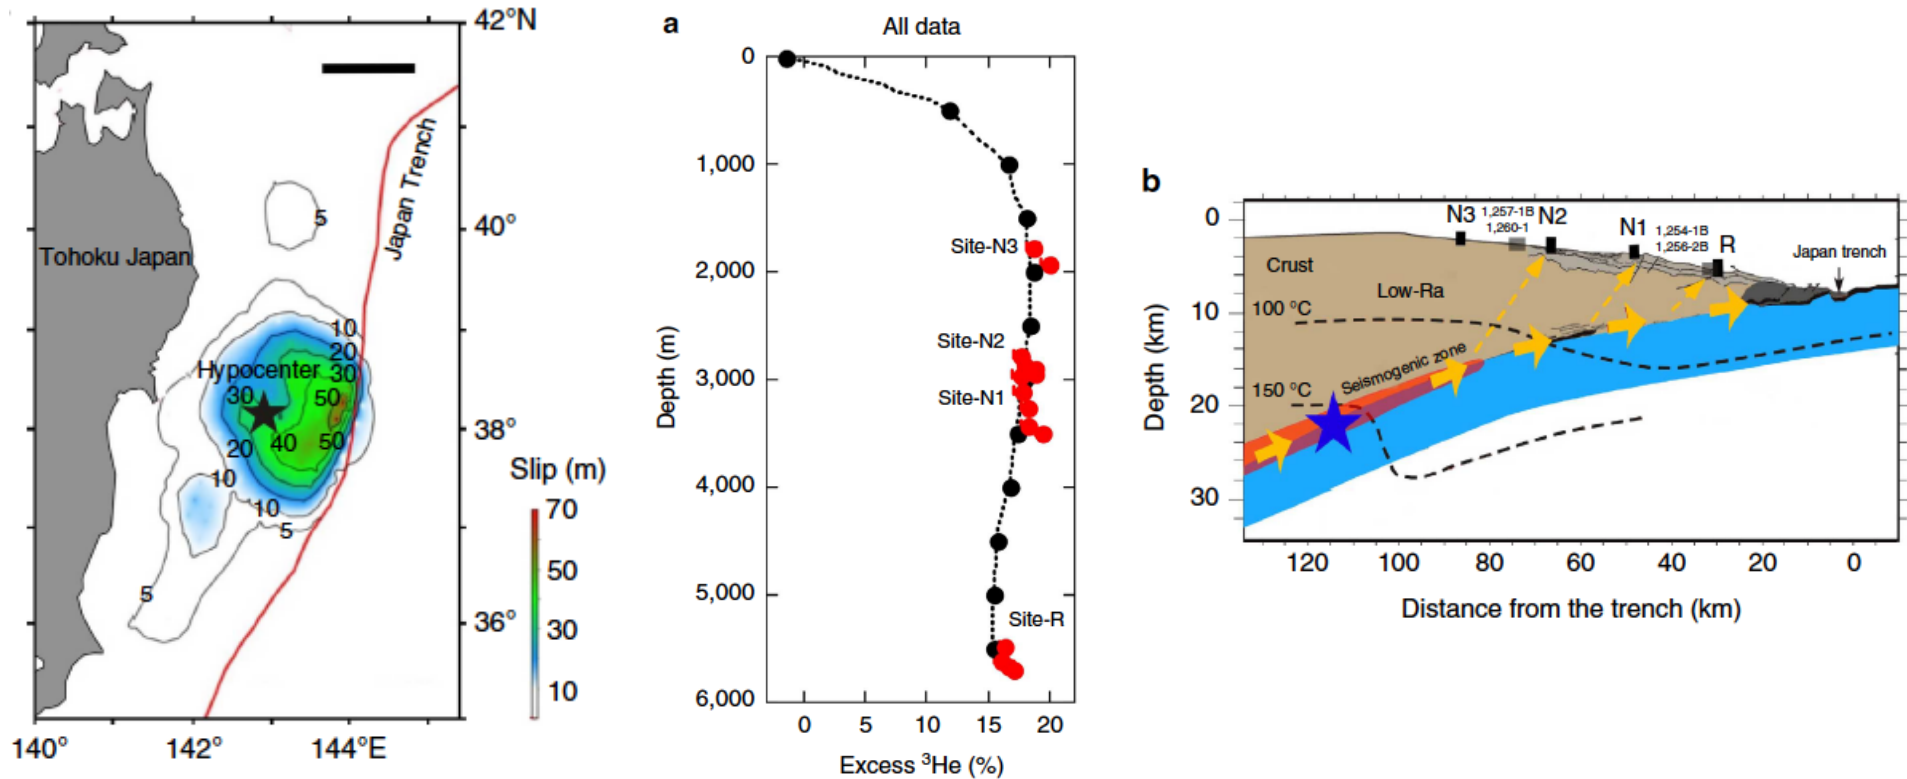 42°N
40°
38°
36°
140°
142°
144°E
Tohoku Japan
Japan Trench
Hypocenter
5
10
20
30
50
30
20
40
50
10
10
5
5
Slip (m)
70
50
30
10
a
All data
0
1,000
2,000
3,000
4,000
5,000
6,000
Depth (m)
Site-N3
Site-N2
Site-N1
Site-R
0
5
10
15
20
Excess ³He (%)
b
0
10
20
30
Depth (km)
N3
1,257-1B
1,260-1
N2
N1
1,254-1B
1,256-2B
R
Japan trench
Crust
Low-Ra
100 °C
150 °C
Seismogenic zone
120
100
80
60
40
20
0
Distance from the trench (km)